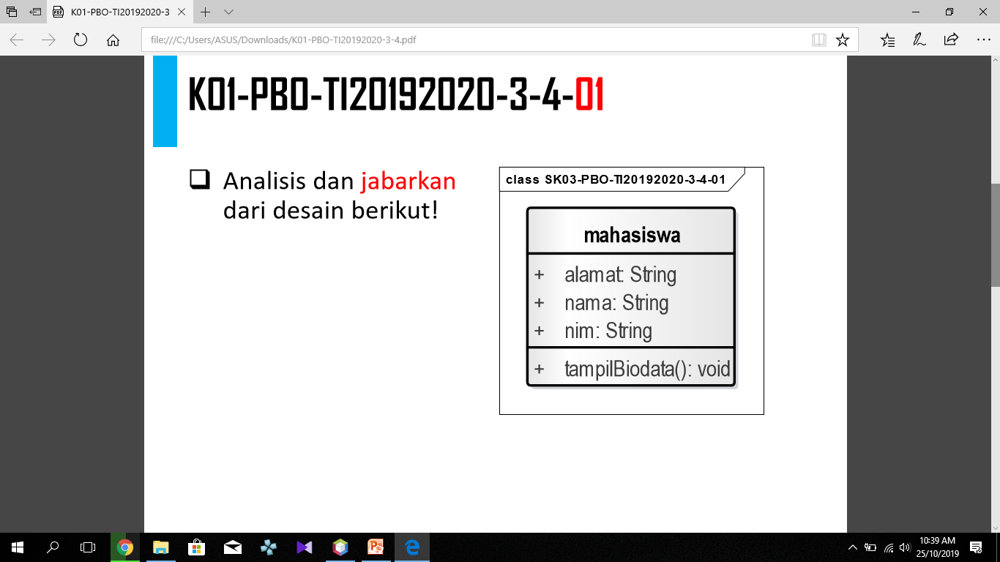 K01-PBO-TI20192020-3
file:///C:/Users/ASUS/Downloads/K01-PBO-TI20192020-3-4.pdf
K01-PBO-TI20192020-3-4-01
Analisis dan jabarkan
dari desain berikut!
class SK03-PBO-TI20192020-3-4-01
mahasiswa
+ alamat: String
+ nama: String
+ nim: String
+ tampilBiodata(): void
10:39 AM
25/10/2019